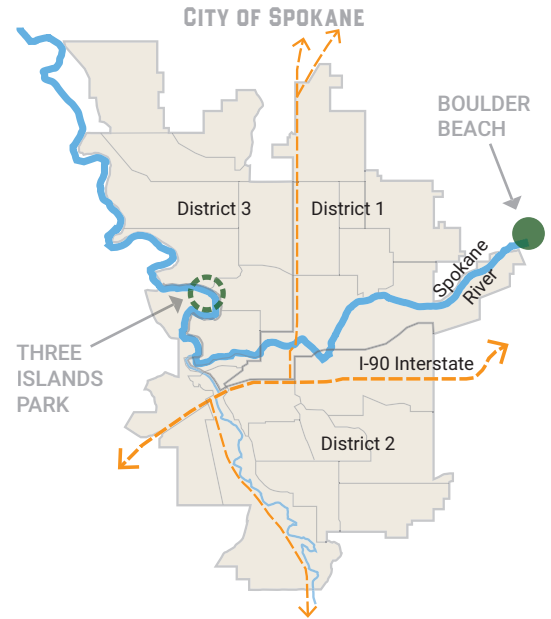 City of Spokane
BOULDER
BEACH
District 3
District 1
Spokane
River
THREE
ISLANDS
PARK
I-90 Interstate
District 2